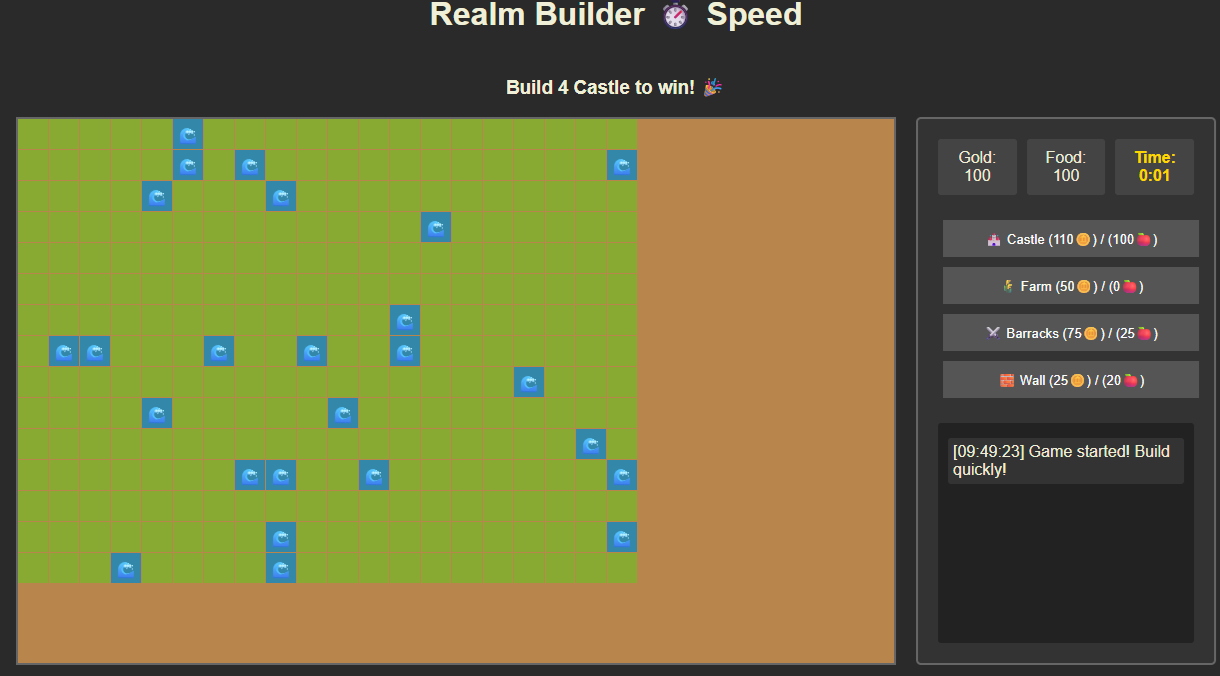 Realm Builder ⏱️ Speed
Build 4 Castle to win! 🎉
Gold:
100
Food:
100
Time:
0:01
🏰 Castle (110🪙) / (100🍎)
🌾 Farm (50🪙) / (0🍎)
⚔️ Barracks (75🪙) / (25🍎)
🧱 Wall (25🪙) / (20🍎)
[09:49:23] Game started! Build
quickly!